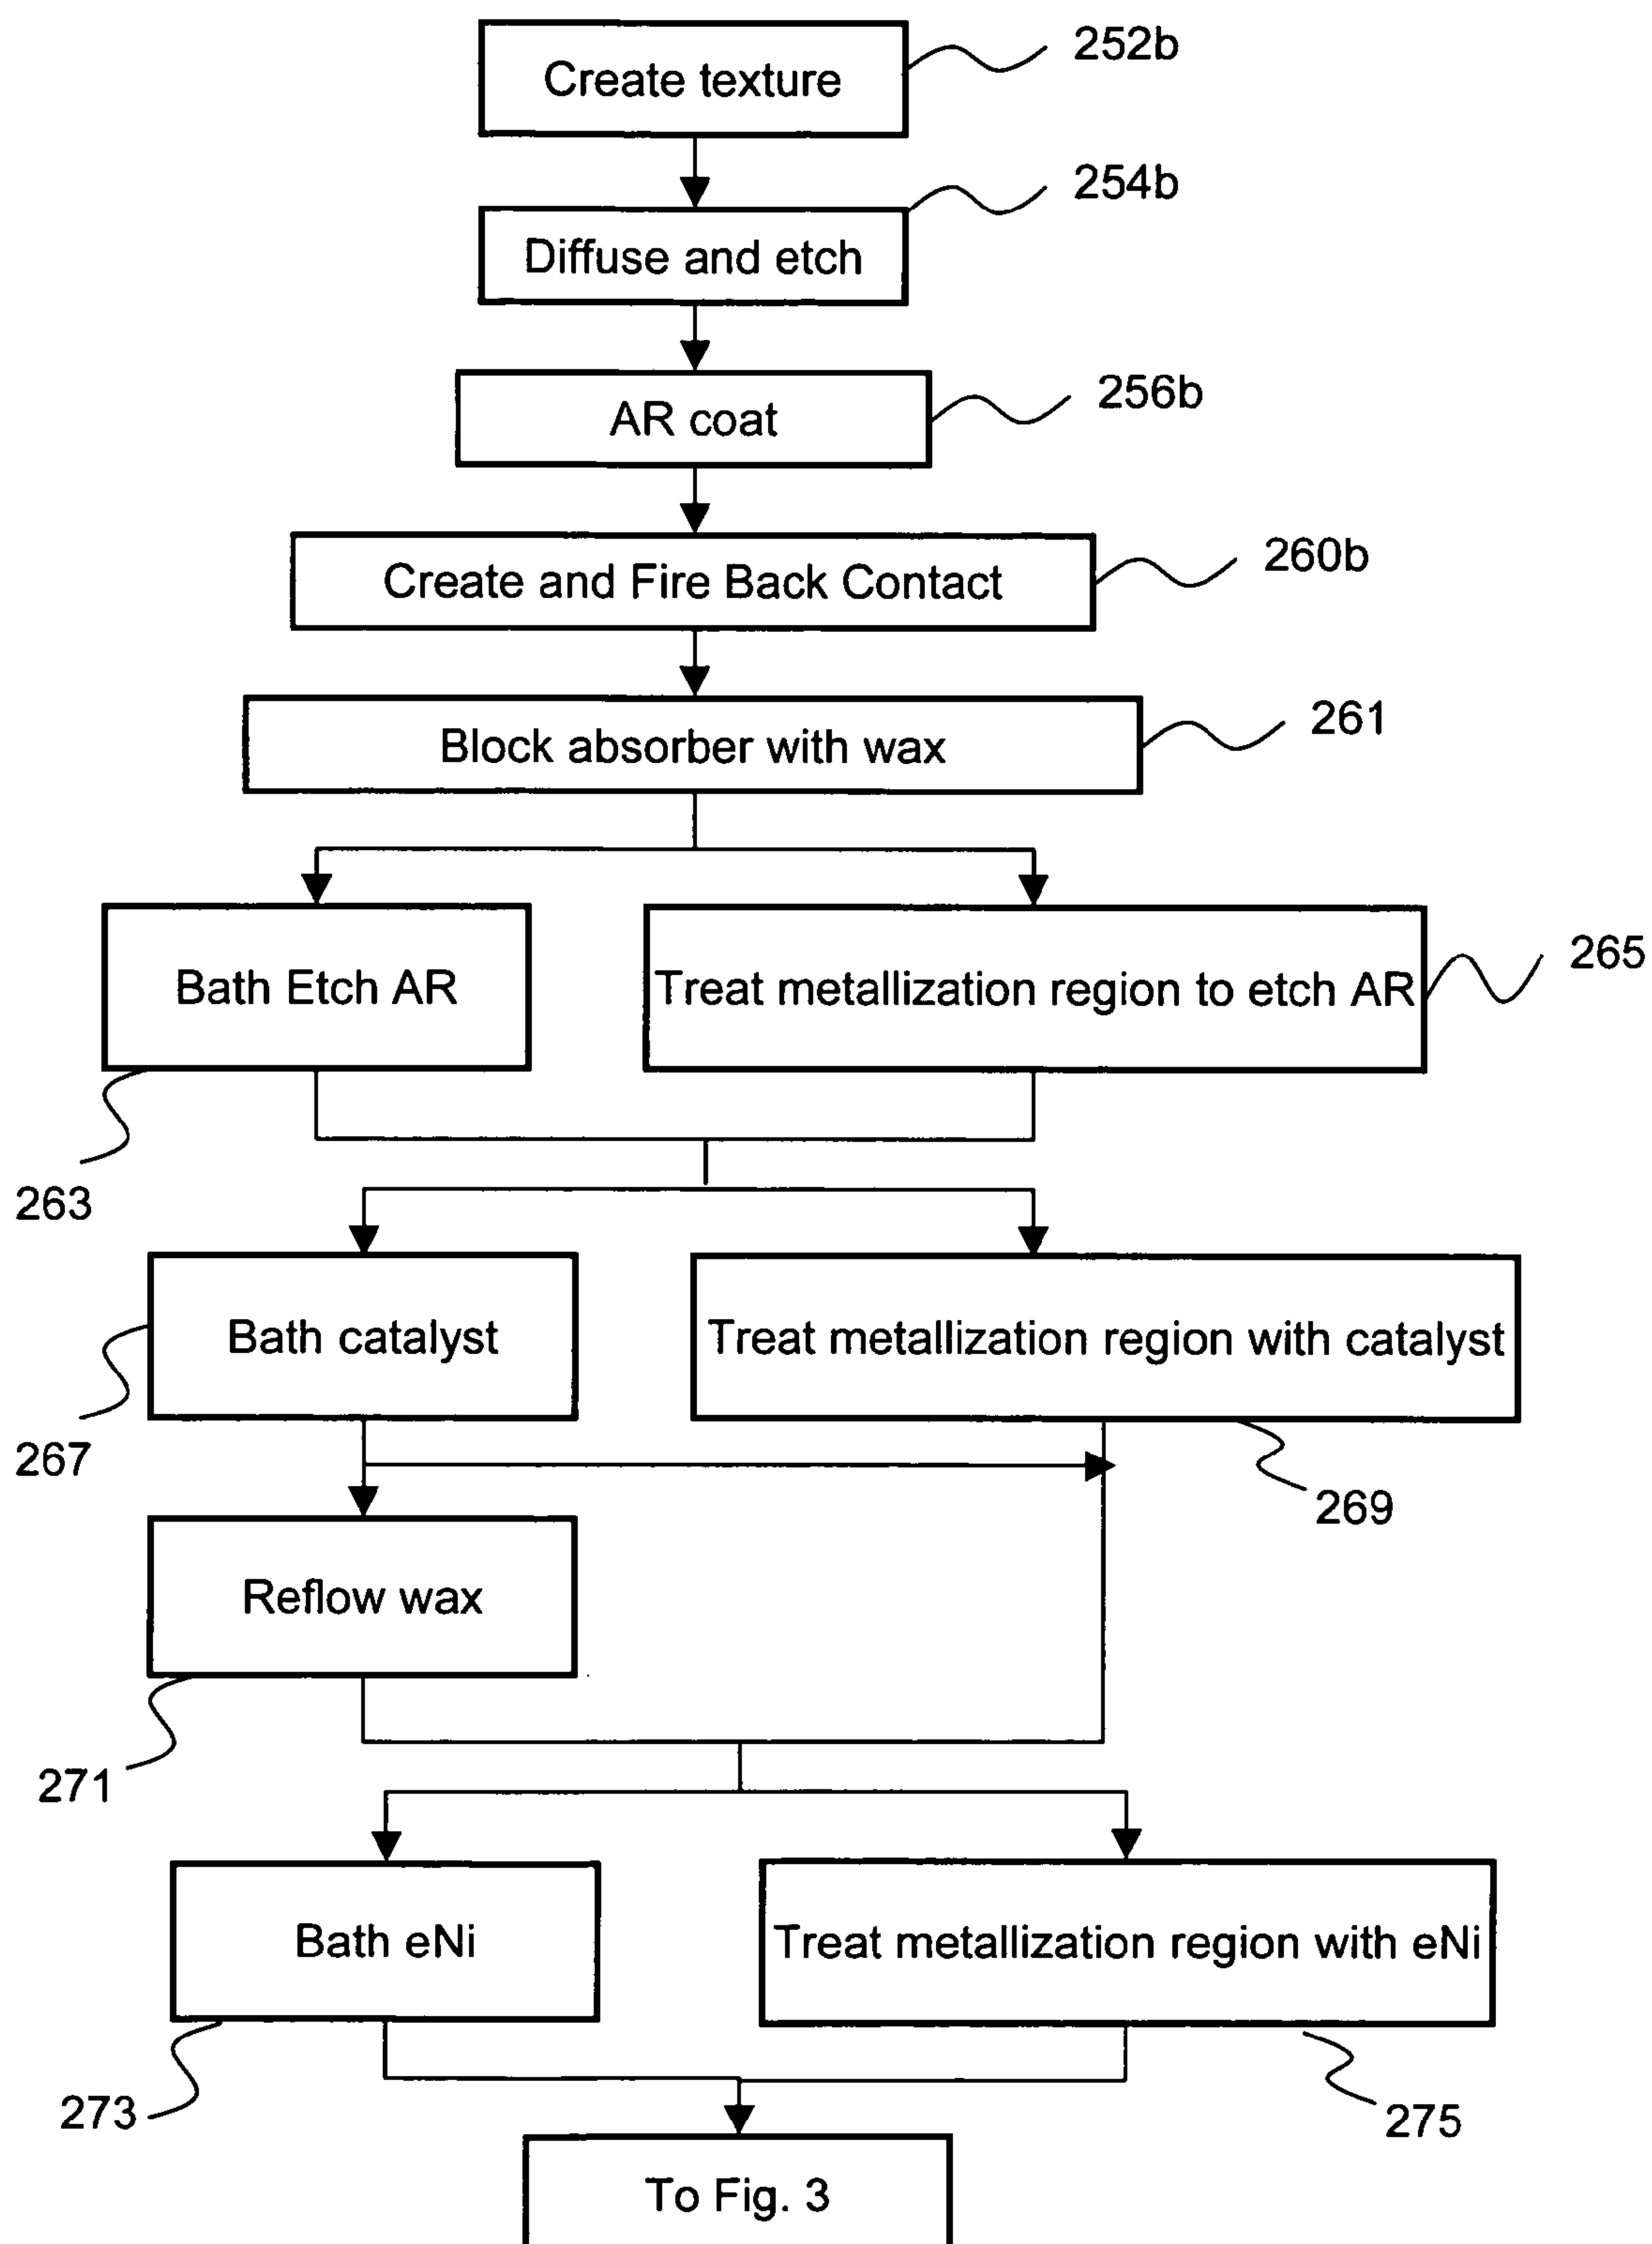 Create texture
252b
Diffuse and etch
254b
AR coat
256b
Create and Fire Back Contact
260b
Block absorber with wax
261
Bath Etch AR
Treat metallization region to etch AR
265
263
Bath catalyst
Treat metallization region with catalyst
267
269
Reflow wax
271
Bath eNi
Treat metallization region with eNi
273
275
To Fig. 3